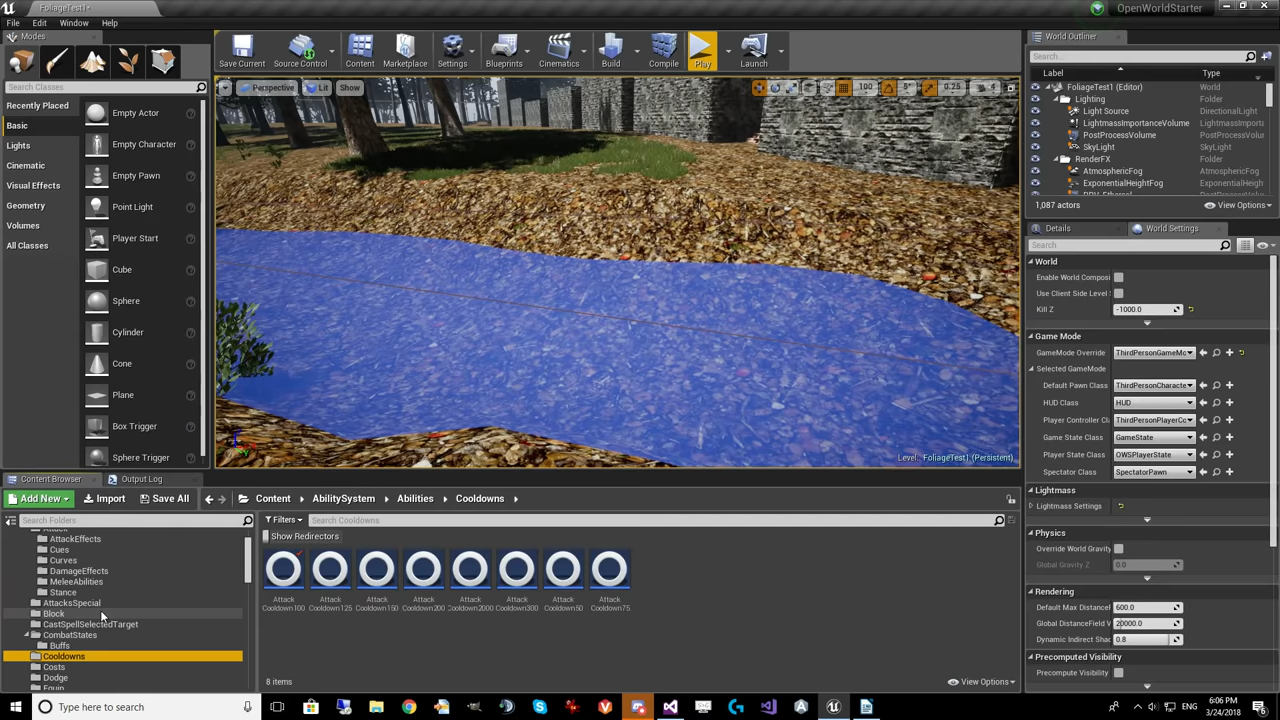 FoliageTest1*
OpenWorldStarter
File Edit Window Help
Modes
Search Classes
Recently Placed
Basic
Lights
Cinematic
Visual Effects
Geometry
Volumes
All Classes
Empty Actor
Empty Character
Empty Pawn
Point Light
Player Start
Cube
Sphere
Cylinder
Cone
Plane
Box Trigger
Sphere Trigger
Save Current
Source Control
Content
Marketplace
Settings
Blueprints
Cinematics
Build
Compile
Play
Launch
Perspective Lit Show
100 5° 0.25 4
Level: FoliageTest1 (Persistent)
World Outliner
Search...
Label Type
FoliageTest1 (Editor) World
Lighting Folder
Light Source DirectionalLight
LightmassImportanceVolume LightmassImportu
PostProcessVolume PostProcessVolu
SkyLight SkyLight
RenderFX Folder
AtmosphericFog AtmosphericFog
ExponentialHeightFog ExponentialHeigh
1,087 actors View Options
Details World Settings
Search
World
Enable World Composi
Use Client Side Level
Kill Z -1000.0
Game Mode
GameMode Override ThirdPersonGameMo
Selected GameMode
Default Pawn Class ThirdPersonCharacte
HUD Class HUD
Player Controller Cl ThirdPersonPlayerCo
Game State Class GameState
Player State Class OWSPlayerState
Spectator Class SpectatorPawn
Lightmass
Lightmass Settings
Physics
Override World Gravity
Global Gravity Z 0.0
Rendering
Default Max Distance 600.0
Global DistanceField V 20000.0
Dynamic Indirect Shad 0.8
Precomputed Visibility
Precompute Visibility
Content Browser Output Log
Add New Import Save All Content AbilitySystem Abilities Cooldowns
Search Folders
Attack
AttackEffects
Cues
Curves
DamageEffects
MeleeAbilities
Stance
AttacksSpecial
Block
CastSpellSelectedTarget
CombatStates
Buffs
Cooldowns
Costs
Dodge
Equip
Filters Search Cooldowns
Show Redirectors
Attack Cooldown100
Attack Cooldown125
Attack Cooldown150
Attack Cooldown200
Attack Cooldown250
Attack Cooldown300
Attack Cooldown50
Attack Cooldown75
8 items View Options
Type here to search
6:06 PM
3/24/2018